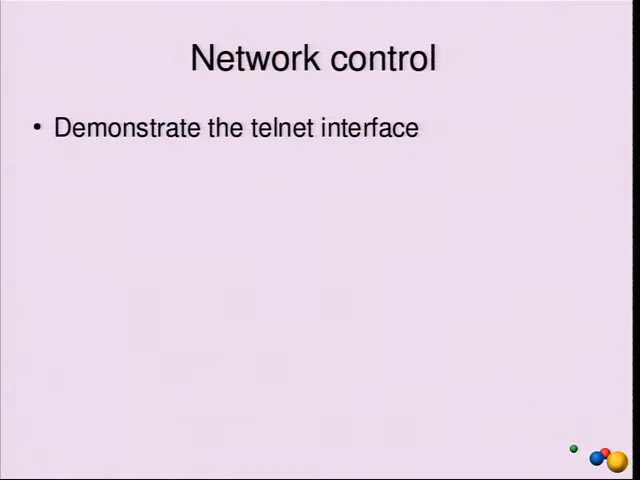 Network control
• Demonstrate the telnet interface